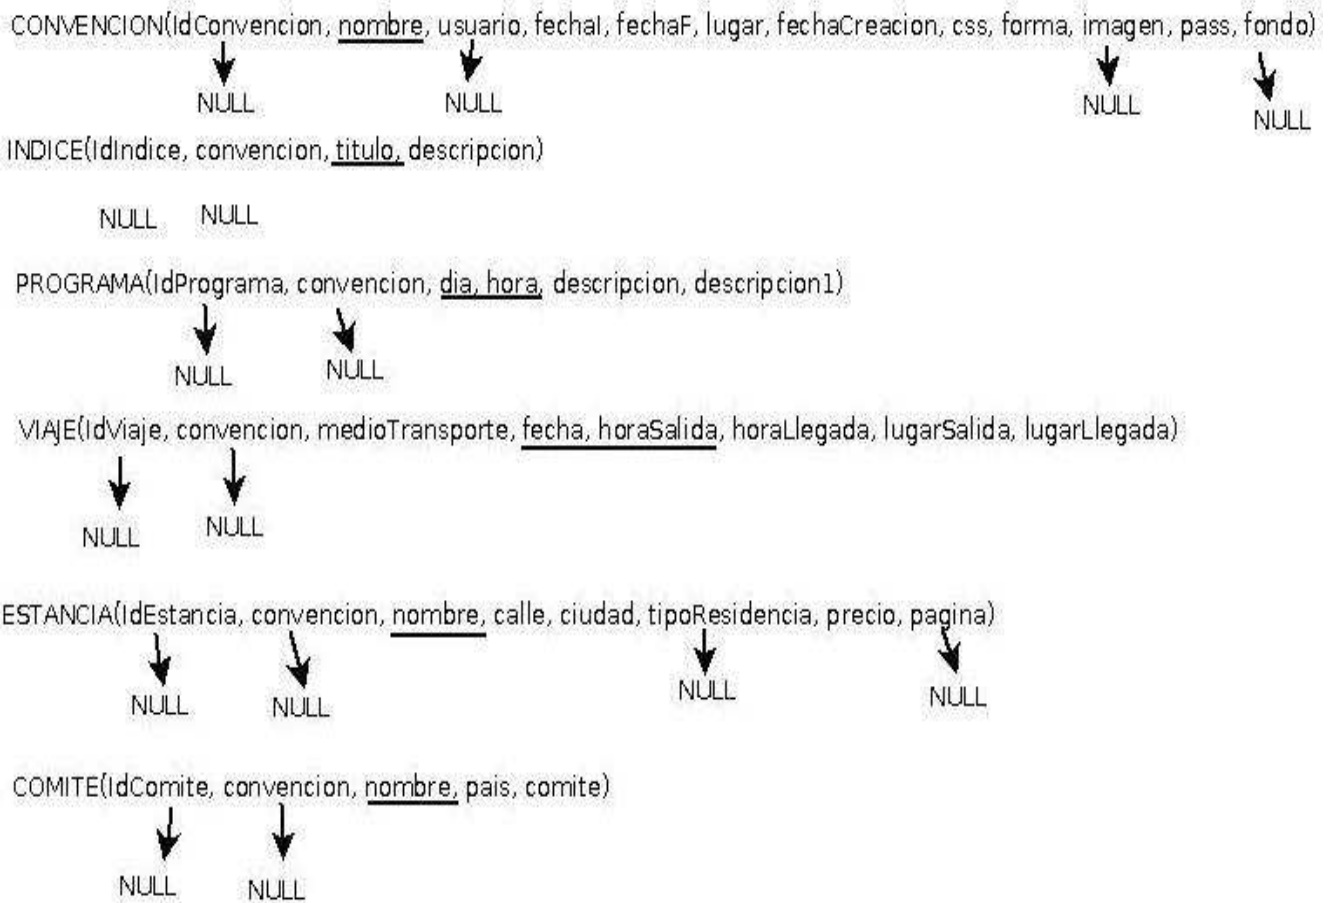 CONVENCION(IdConvencion, nombre, usuario, fechaI, fechaF, lugar, fechaCreacion, css, forma, imagen, pass, fondo)
NULL NULL NULL NULL
INDICE(IdIndice, convencion, titulo, descripcion)
NULL NULL
PROGRAMA(IdPrograma, convencion, dia, hora, descripcion, descripcion1)
NULL NULL
VIAJE(IdViaje, convencion, medioTransporte, fecha, horaSalida, horaLlegada, lugarSalida, lugarLlegada)
NULL NULL
ESTANCIA(IdEstancia, convencion, nombre, calle, ciudad, tipoResidencia, precio, pagina)
NULL NULL NULL NULL
COMITE(IdComite, convencion, nombre, pais, comite)
NULL NULL